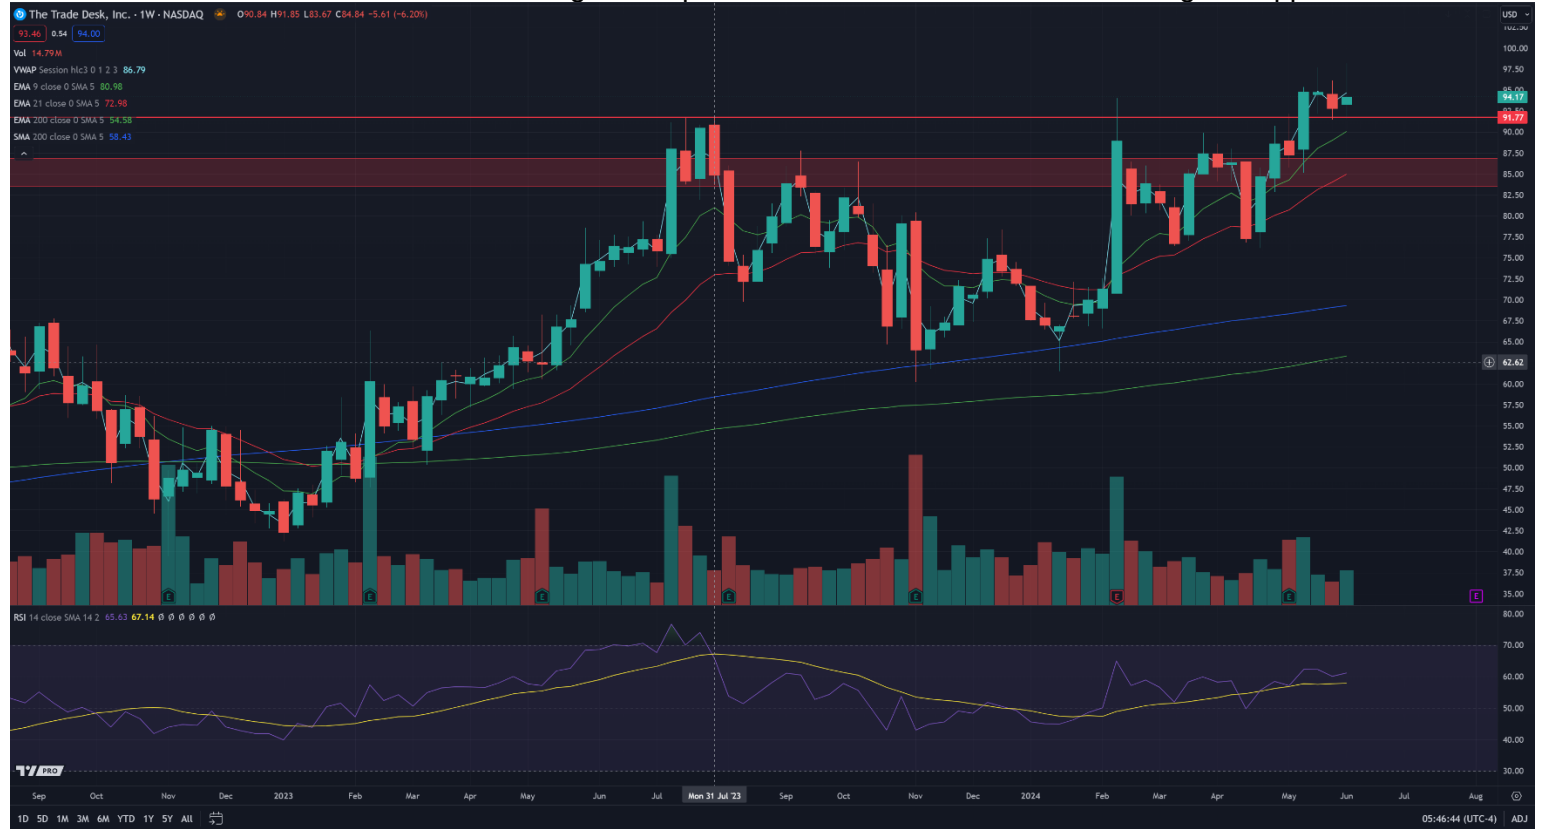 The Trade Desk, Inc. · 1W · NASDAQ O90.84 H91.85 L83.67 C84.84 −5.61 (−6.20%)
USD
93.46 0.54 94.00
Vol 14.79M
VWAP Session hlc3 0 1 2 3 86.79
EMA 9 close 0 SMA 5 80.98
EMA 21 close 0 SMA 5 72.98
EMA 200 close 0 SMA 5 54.58
SMA 200 close 0 SMA 5 58.43
102.50
100.00
97.50
95.00
94.17
91.77
90.00
87.50
85.00
82.50
80.00
77.50
75.00
72.50
70.00
67.50
65.00
62.62
60.00
57.50
55.00
52.50
50.00
47.50
45.00
42.50
40.00
37.50
35.00
E E E E E E E E
RSI 14 close SMA 14 2 65.63 67.14 Ø Ø Ø Ø Ø Ø
80.00
70.00
60.00
50.00
40.00
30.00
PRO
Sep Oct Nov Dec 2023 Feb Mar Apr May Jun Jul Mon 31 Jul '23 Sep Oct Nov Dec 2024 Feb Mar Apr May Jun Jul Aug
1D 5D 1M 3M 6M YTD 1Y 5Y All
05:46:44 (UTC-4) ADJ